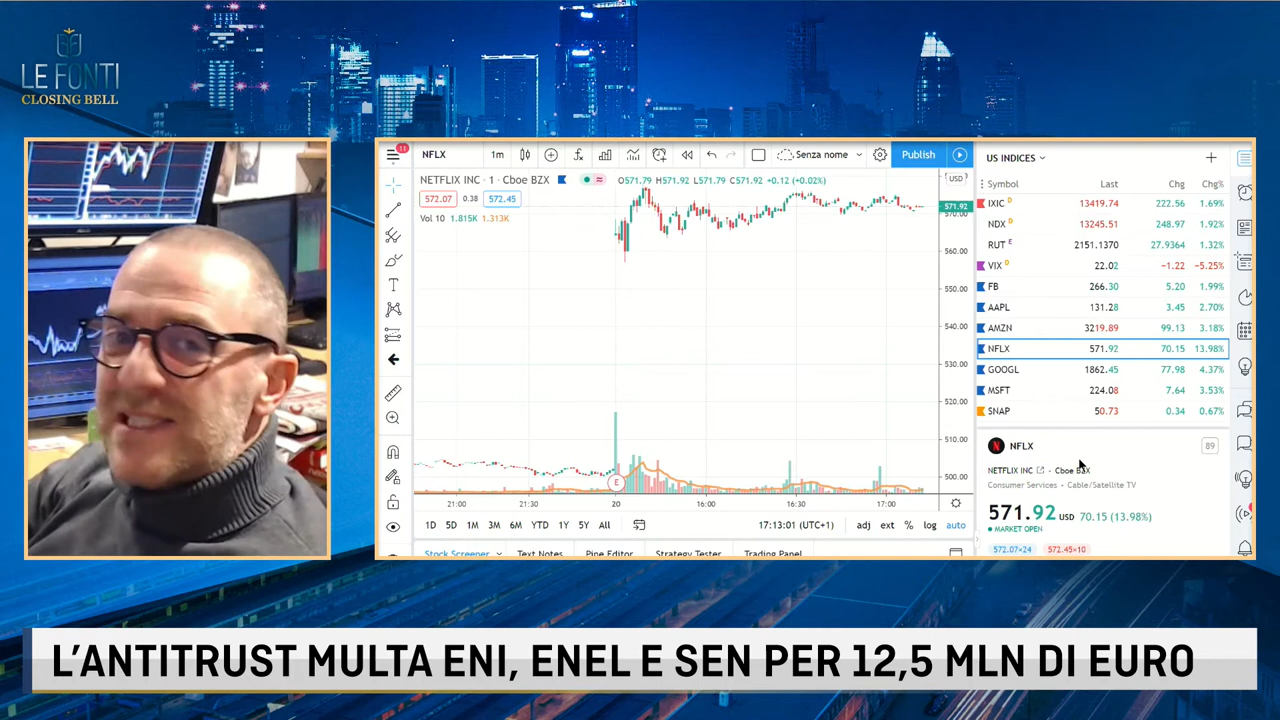 LE FONTI
CLOSING BELL
11
NFLX
1m
Senza nome
Publish
US INDICES
NETFLIX INC · 1 · Cboe BZX
O571.79 H571.92 L571.79 C571.92 +0.12 (+0.02%)
USD
572.07 0.38 572.45
Vol 10 1.815K 1.313K
571.92
570.00
560.00
550.00
540.00
530.00
520.00
510.00
500.00
E
21:00 21:30 20 16:00 16:30 17:00
1D 5D 1M 3M 6M YTD 1Y 5Y All
17:13:01 (UTC+1) adj ext % log auto
Stock Screener Text Notes Pine Editor Strategy Tester Trading Panel
Symbol Last Chg Chg%
IXIC D 13419.74 222.56 1.69%
NDX D 13245.51 248.97 1.92%
RUT E 2151.1370 27.9364 1.32%
VIX D 22.02 −1.22 −5.25%
FB 266.30 5.20 1.99%
AAPL 131.28 3.45 2.70%
AMZN 3219.89 99.13 3.18%
NFLX 571.92 70.15 13.98%
GOOGL 1862.45 77.98 4.37%
MSFT 224.08 7.64 3.53%
SNAP 50.73 0.34 0.67%
N NFLX 89
NETFLIX INC · Cboe BZX
Consumer Services · Cable/Satellite TV
571.92 USD 70.15 (13.98%)
MARKET OPEN
572.07×24 572.45×10
L'ANTITRUST MULTA ENI, ENEL E SEN PER 12,5 MLN DI EURO